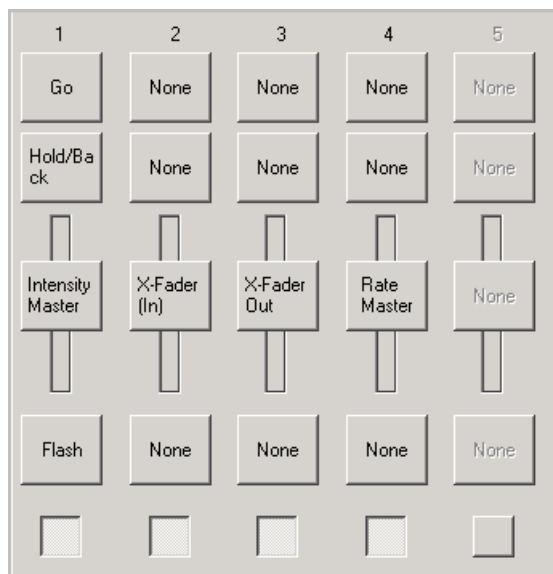 1 2 3 4 5
Go None None None None
Hold/Ba
ck None None None None
Intensity
Master X-Fader
(In) X-Fader
Out Rate
Master None
Flash None None None None